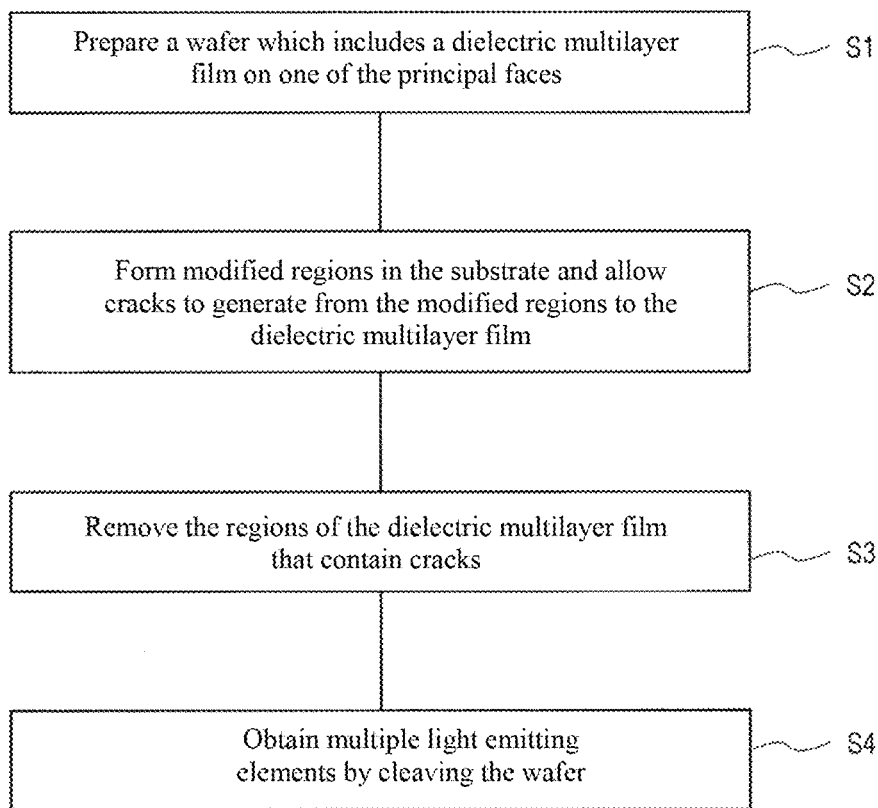 Prepare a wafer which includes a dielectric multilayer
film on one of the principal faces
S1
Form modified regions in the substrate and allow
cracks to generate from the modified regions to the
dielectric multilayer film
S2
Remove the regions of the dielectric multilayer film
that contain cracks
S3
Obtain multiple light emitting
elements by cleaving the wafer
S4